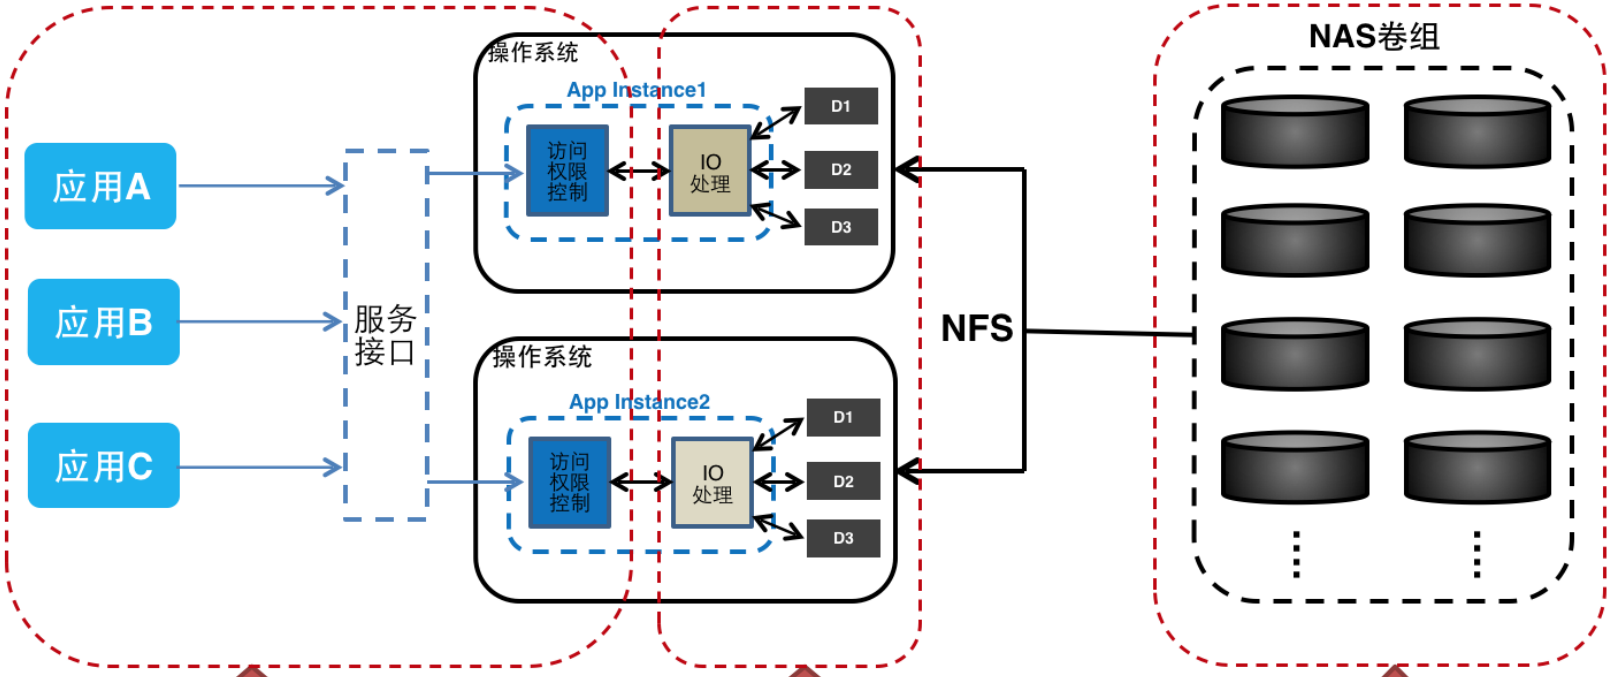 应用A
应用B
应用C
服务
接口
操作系统
App Instance1
访问
权限
控制
IO
处理
D1
D2
D3
操作系统
App Instance2
访问
权限
控制
IO
处理
D1
D2
D3
NFS
NAS卷组